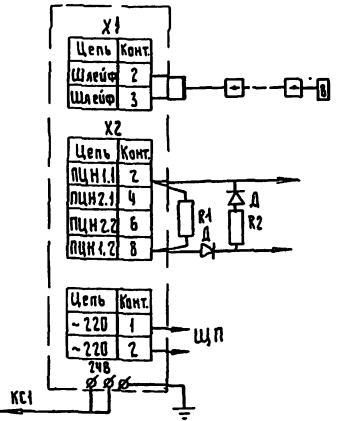 X1
Цепь Конт.
Шлейф 2
Шлейф 3
В
X2
Цепь Конт.
ПЦН1.1 2
ПЦН2.1 4
ПЦН2.2 6
ПЦН1.2 8
R1
Д
Д
R2
Цепь Конт.
~220 1
~220 2
ЩП
24В
КС1